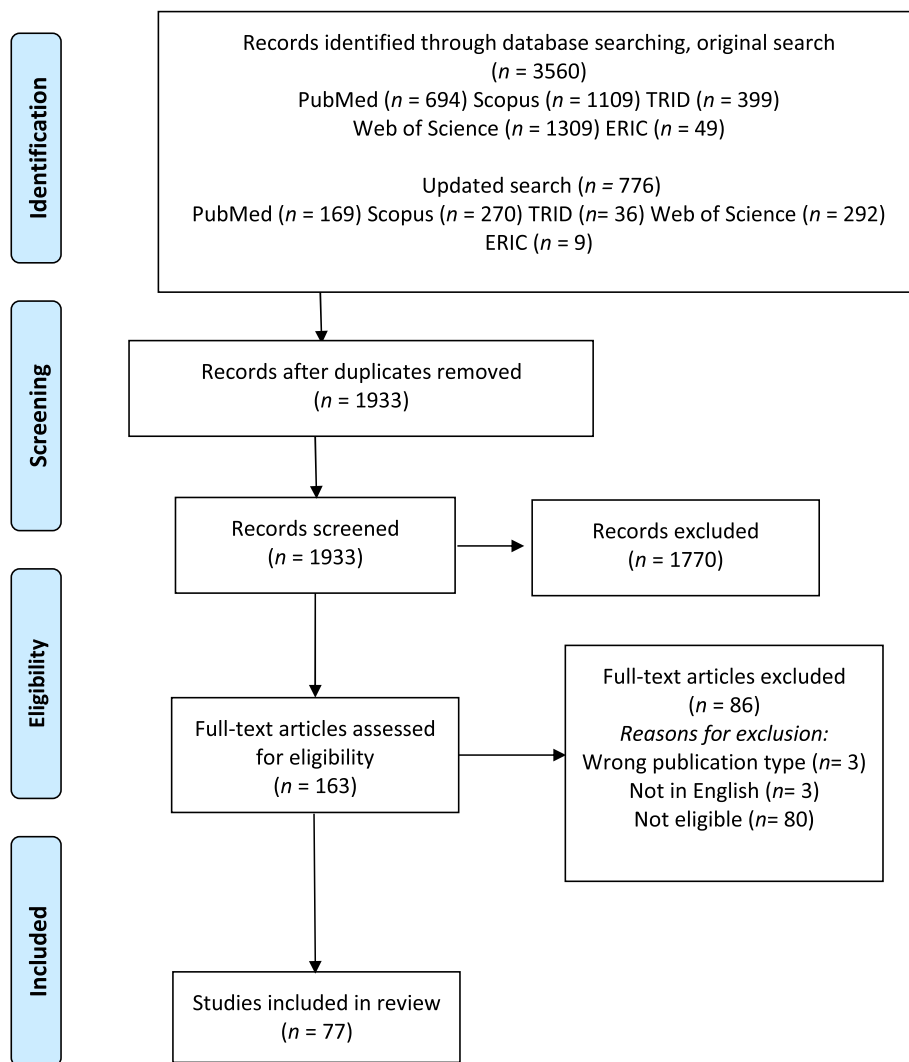 Identification
Records identified through database searching, original search
(n = 3560)
PubMed (n = 694) Scopus (n = 1109) TRID (n = 399)
Web of Science (n = 1309) ERIC (n = 49)
Updated search (n = 776)
PubMed (n = 169) Scopus (n = 270) TRID (n= 36) Web of Science (n = 292)
ERIC (n = 9)
Screening
Records after duplicates removed
(n = 1933)
Records screened
(n = 1933)
Records excluded
(n = 1770)
Eligibility
Full-text articles assessed
for eligibility
(n = 163)
Full-text articles excluded
(n = 86)
Reasons for exclusion:
Wrong publication type (n= 3)
Not in English (n= 3)
Not eligible (n= 80)
Included
Studies included in review
(n = 77)